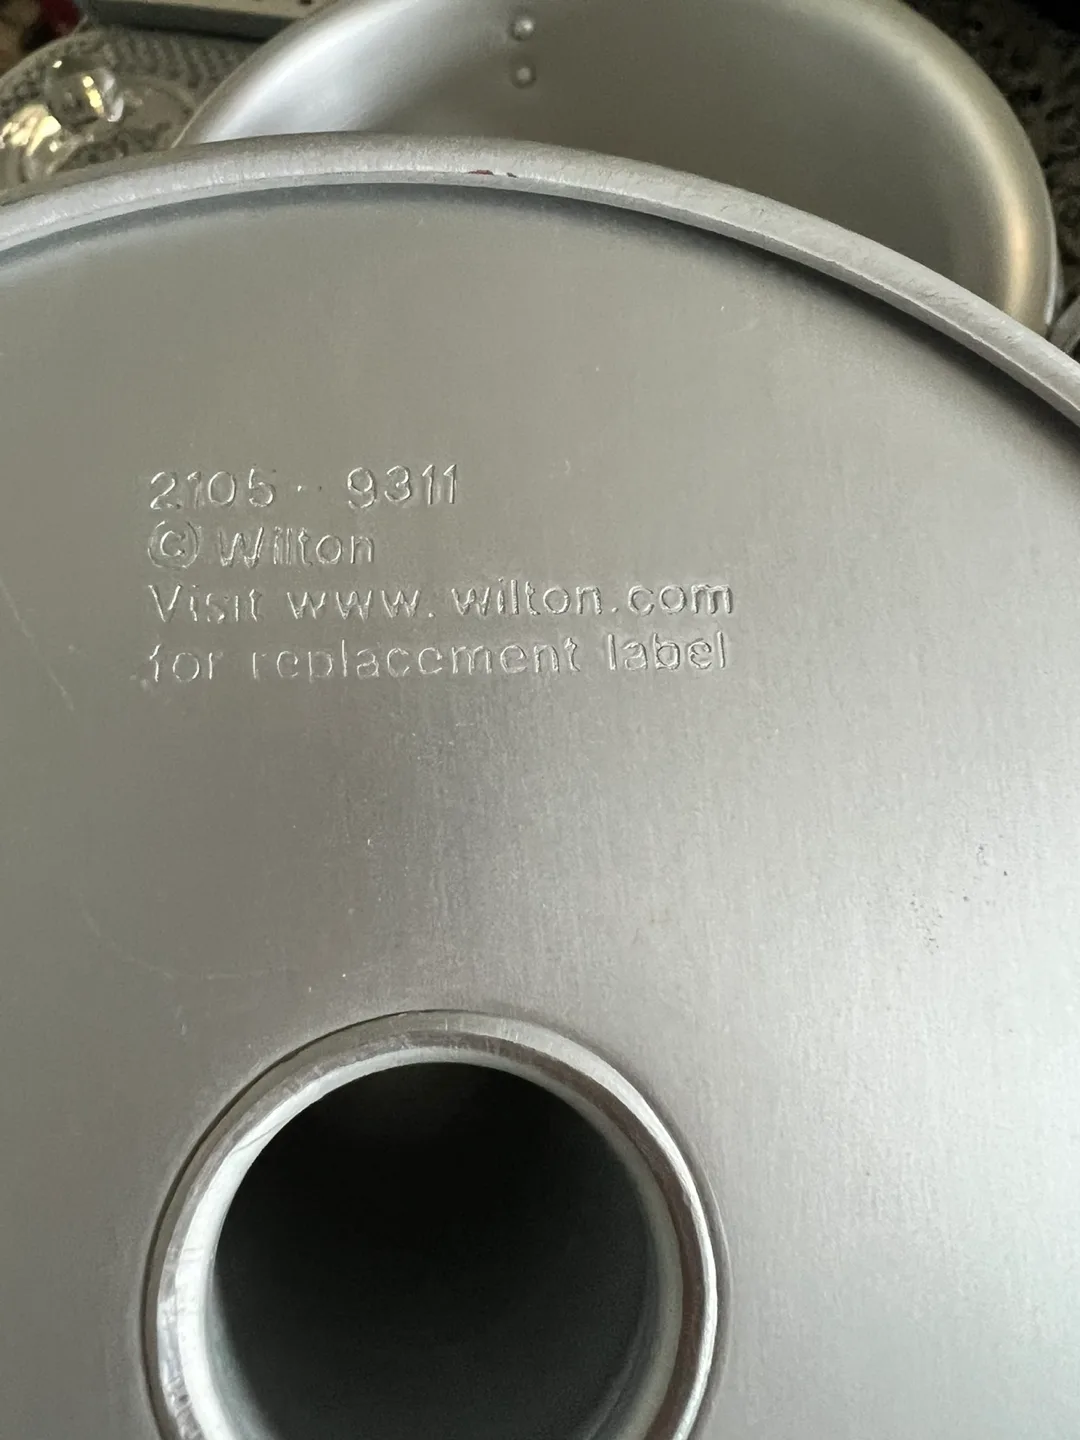 2105-9311
© Wilton
Visit www.wilton.com
for replacement label